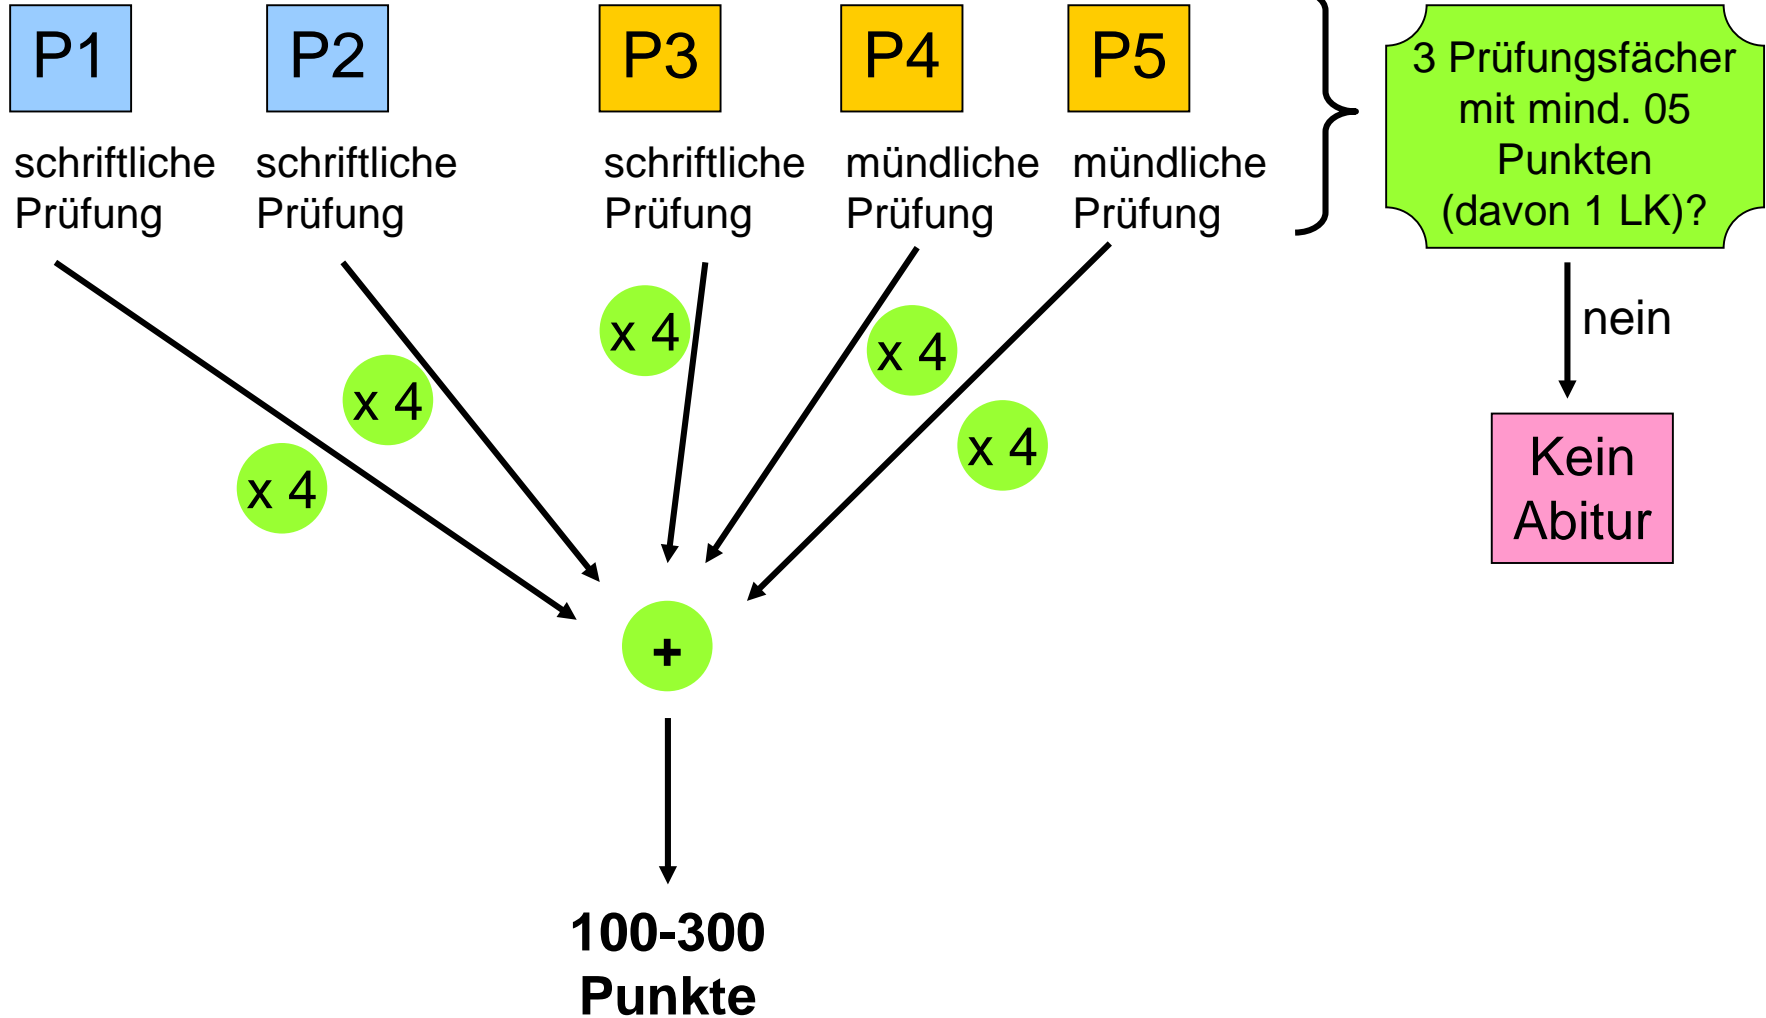 P1
P2
P3
P4
P5
schriftliche
Prüfung
schriftliche
Prüfung
schriftliche
Prüfung
mündliche
Prüfung
mündliche
Prüfung
3 Prüfungsfächer
mit mind. 05
Punkten
(davon 1 LK)?
nein
Kein
Abitur
x 4
x 4
x 4
x 4
x 4
+
100-300
Punkte